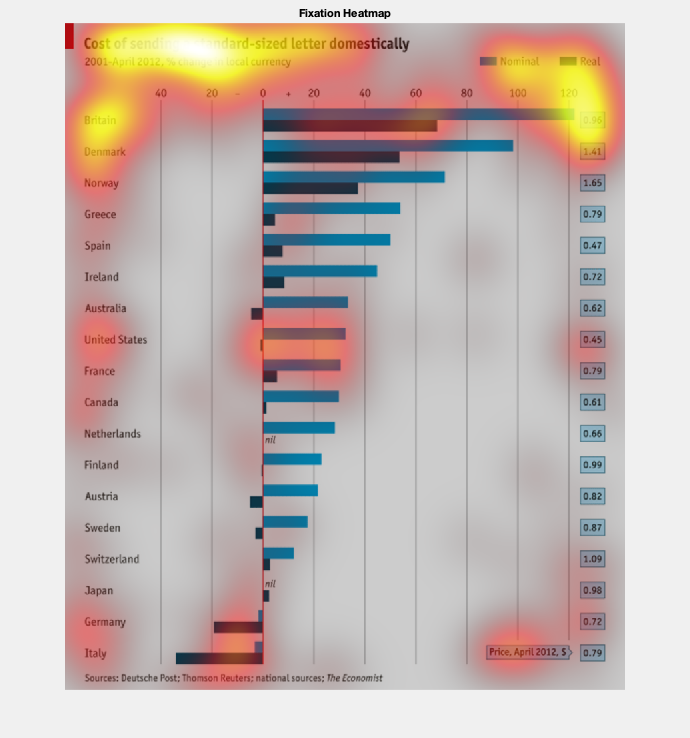 Fixation Heatmap
Cost of sending standard-sized letter domestically
2001-April 2012, % change local currency
Nominal Real
40 20 0 + 20 40 60 80 100 120
Britain 0.96
Denmark 1.41
Norway 1.65
Greece 0.79
Spain 0.47
Ireland 0.72
Australia 0.62
United States 0.45
France 0.79
Canada 0.61
Netherlands nil 0.66
Finland 0.99
Austria 0.82
Sweden 0.87
Switzerland 1.09
Japan nil 0.98
Germany 0.72
Italy Price, April 2012, $ 0.79
Sources: Deutsche Post; Thomson Reuters; national sources; The Economist